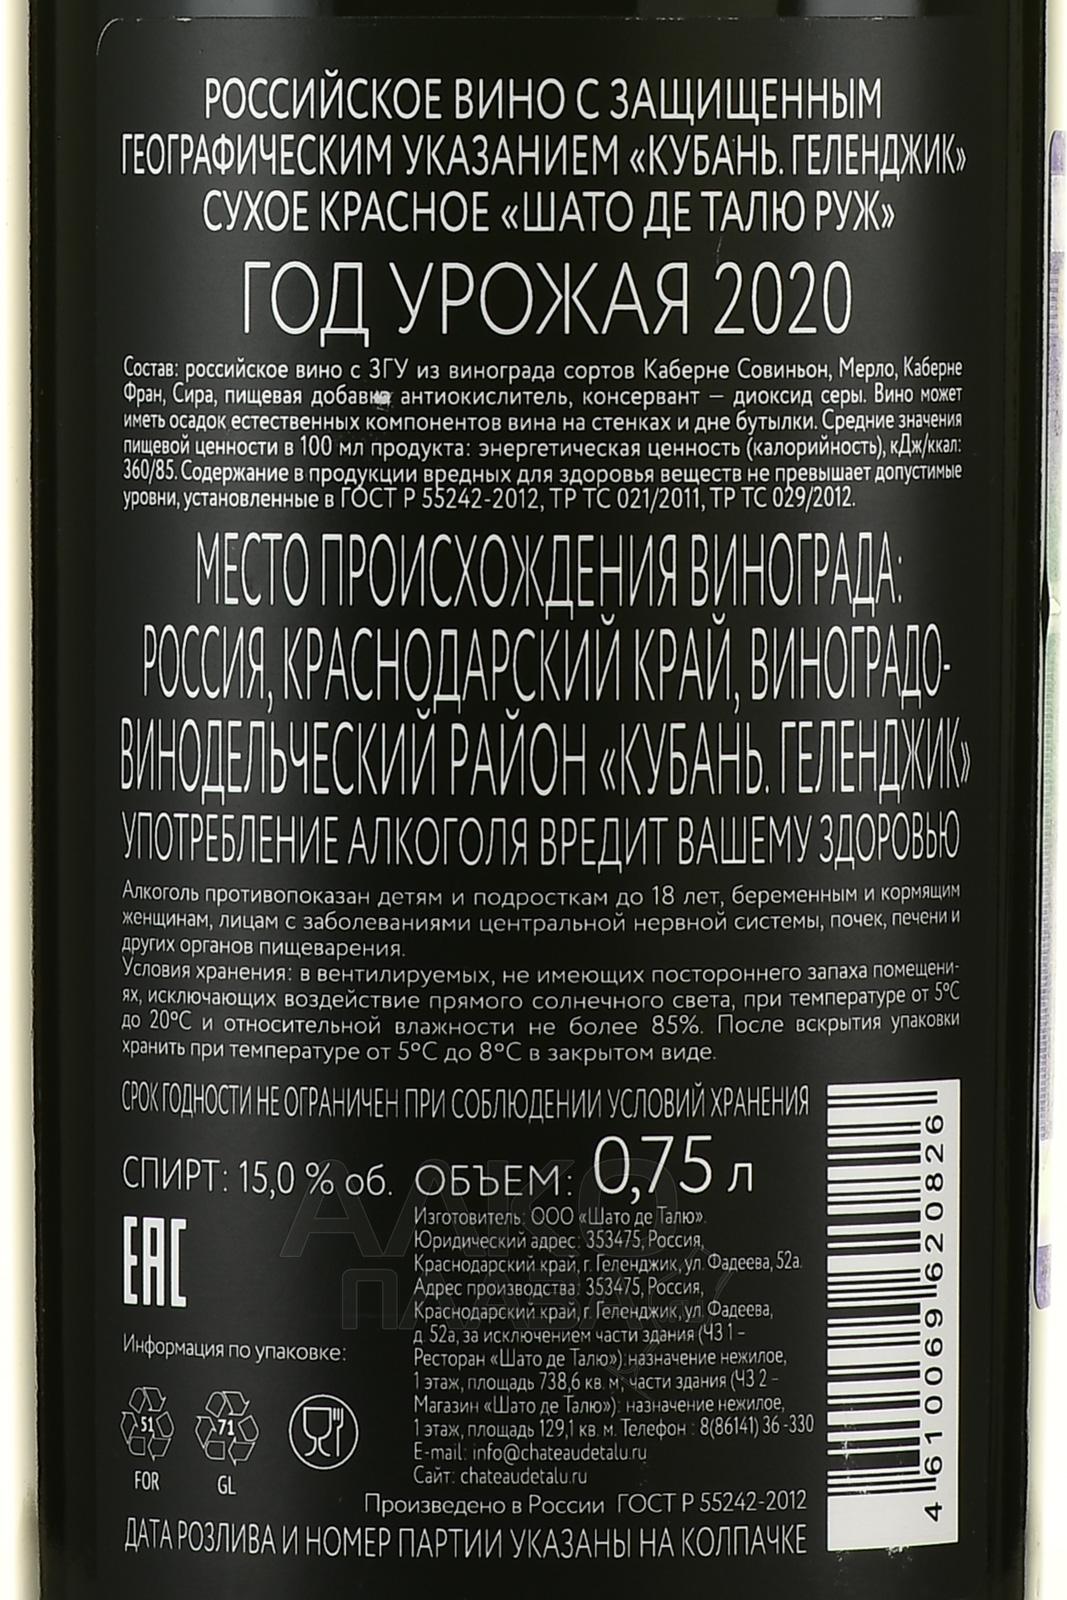 РОССИЙСКОЕ ВИНО С ЗАЩИЩЕННЫМ
ГЕОГРАФИЧЕСКИМ УКАЗАНИЕМ «КУБАНЬ. ГЕЛЕНДЖИК»
СУХОЕ КРАСНОЕ «ШАТО ДЕ ТАЛЮ РУЖ»
ГОД УРОЖАЯ 2020
Состав: российское вино с ЗГУ из винограда сортов Каберне Совиньон, Мерло, Каберне
Фран, Сира, пищевая добавка антиокислитель, консервант – диоксид серы. Вино может
иметь осадок естественных компонентов вина на стенках и дне бутылки. Средние значения
пищевой ценности в 100 мл продукта: энергетическая ценность (калорийность), кДж/ккал:
360/85. Содержание в продукции вредных для здоровья веществ не превышает допустимые
уровни, установленные в ГОСТ Р 55242-2012, ТР ТС 021/2011, ТР ТС 029/2012.
МЕСТО ПРОИСХОЖДЕНИЯ ВИНОГРАДА:
РОССИЯ, КРАСНОДАРСКИЙ КРАЙ, ВИНОГРАДО-
ВИНОДЕЛЬЧЕСКИЙ РАЙОН «КУБАНЬ. ГЕЛЕНДЖИК»
УПОТРЕБЛЕНИЕ АЛКОГОЛЯ ВРЕДИТ ВАШЕМУ ЗДОРОВЬЮ
Алкоголь противопоказан детям и подросткам до 18 лет, беременным и кормящим
женщинам, лицам с заболеваниями центральной нервной системы, почек, печени и
других органов пищеварения.
Условия хранения: в вентилируемых, не имеющих постороннего запаха помещени-
ях, исключающих воздействие прямого солнечного света, при температуре от 5°С
до 20°С и относительной влажности не более 85%. После вскрытия упаковки
хранить при температуре от 5°С до 8°С в закрытом виде.
СРОК ГОДНОСТИ НЕ ОГРАНИЧЕН ПРИ СОБЛЮДЕНИИ УСЛОВИЙ ХРАНЕНИЯ
СПИРТ: 15,0 % об. ОБЪЕМ: 0,75 л
ЕАС
Изготовитель: ООО «Шато де Талю».
Юридический адрес: 353475, Россия,
Краснодарский край, г. Геленджик, ул. Фадеева, 52а.
Адрес производства: 353475, Россия,
Краснодарский край, г. Геленджик, ул. Фадеева,
д. 52а, за исключением части здания (ЧЗ 1 –
Ресторан «Шато де Талю»): назначение нежилое,
1 этаж, площадь 738,6 кв. м, части здания (ЧЗ 2 –
Магазин «Шато де Талю»): назначение нежилое,
1 этаж, площадь 129,1 кв. м. Телефон : 8(86141) 36-330
E-mail: info@chateaudetalu.ru
Сайт: chateaudetalu.ru
Информация по упаковке:
51 71
FOR GL
Произведено в России ГОСТ Р 55242-2012
ДАТА РОЗЛИВА И НОМЕР ПАРТИИ УКАЗАНЫ НА КОЛПАЧКЕ
4610069620826
АЛКО
ПЛАЗА